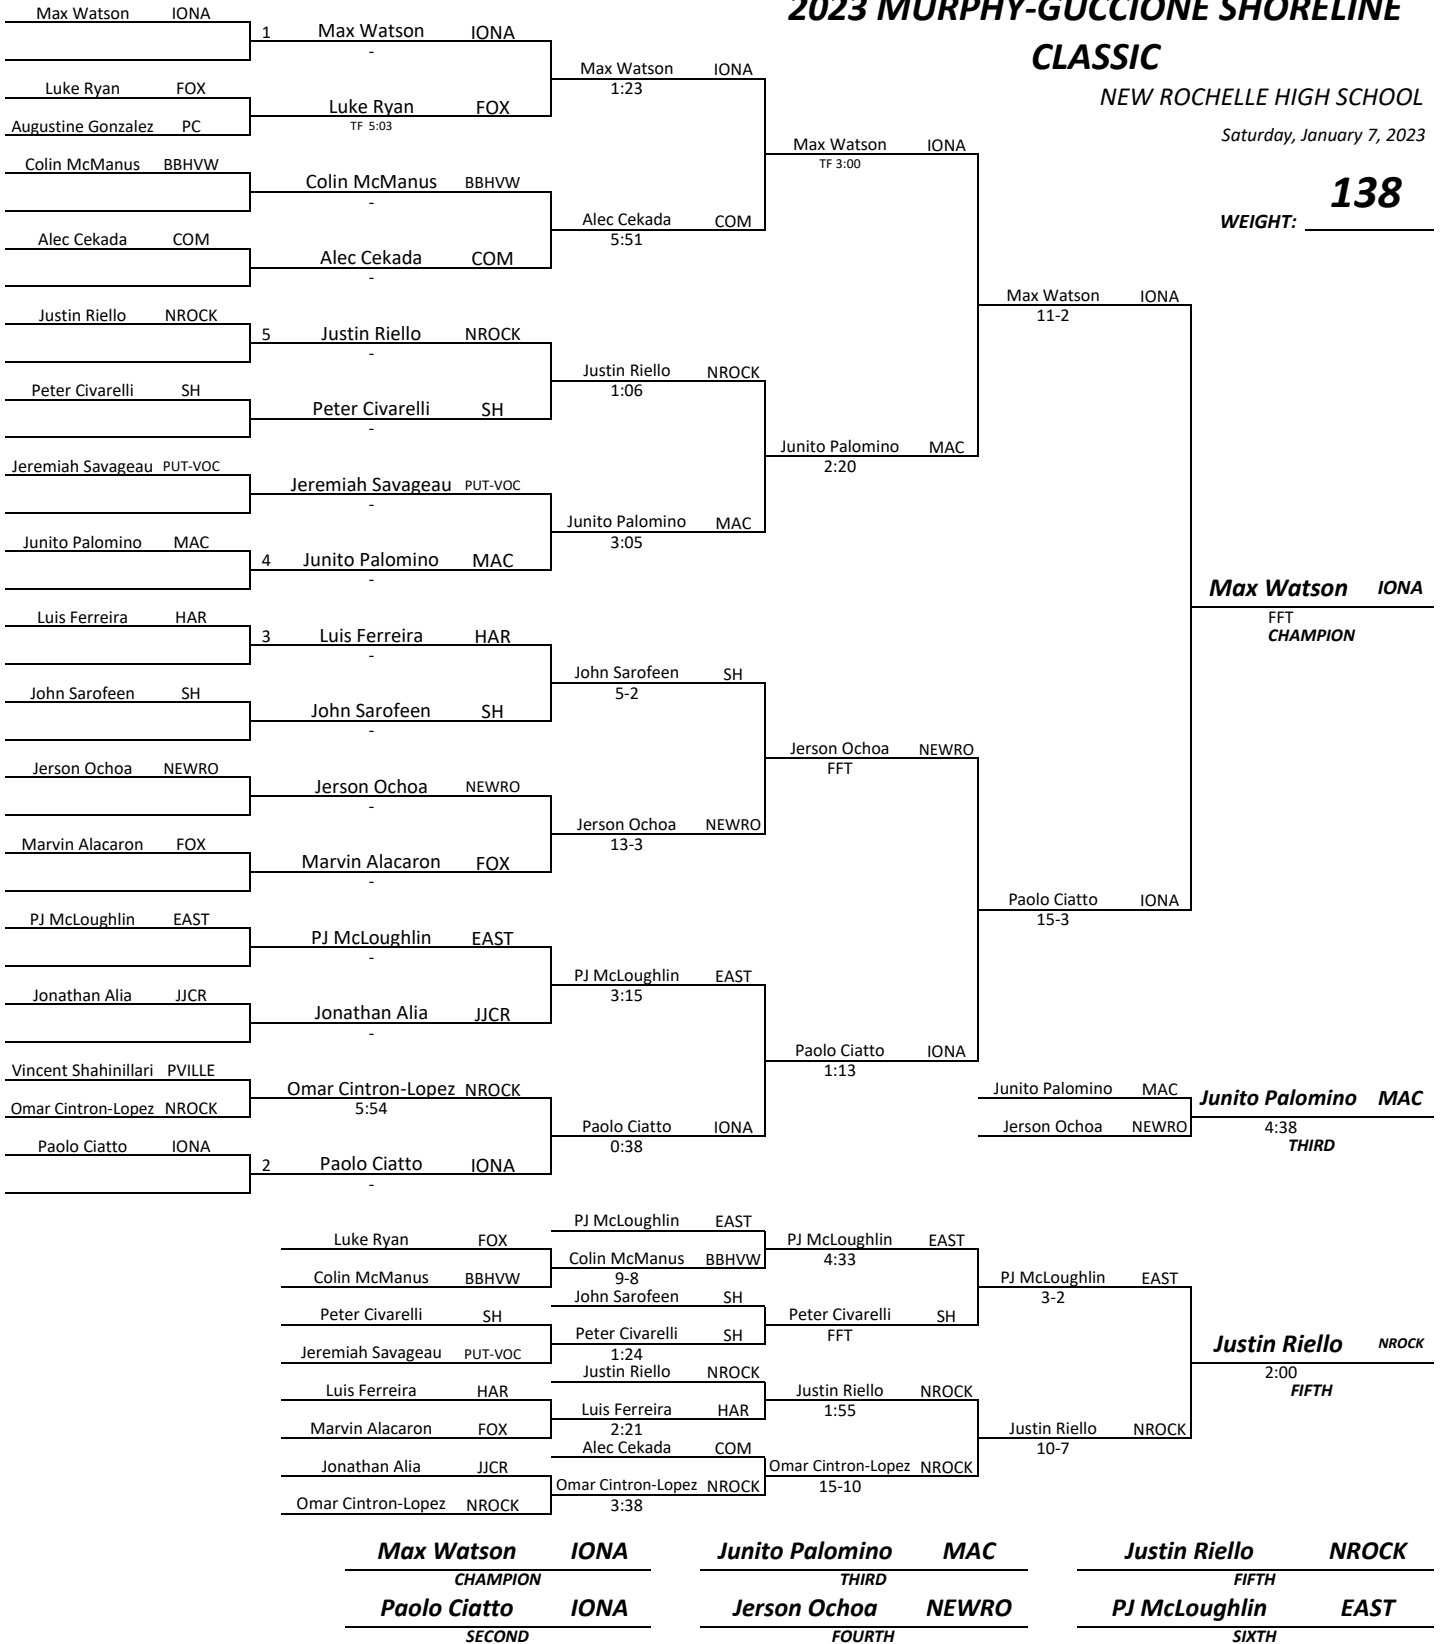 2023 MURPHY-GUCCIONE SHORELINE
CLASSIC
NEW ROCHELLE HIGH SCHOOL
Saturday, January 7, 2023
WEIGHT: 138
Max Watson IONA
Luke Ryan FOX
Augustine Gonzalez PC
Colin McManus BBHVW
Alec Cekada COM
Justin Riello NROCK
Peter Civarelli SH
Jeremiah Savageau PUT-VOC
Junito Palomino MAC
Luis Ferreira HAR
John Sarofeen SH
Jerson Ochoa NEWRO
Marvin Alacaron FOX
PJ McLoughlin EAST
Jonathan Alia JJCR
Vincent Shahinillari PVILLE
Omar Cintron-Lopez NROCK
Paolo Ciatto IONA
1 Max Watson IONA
-
Luke Ryan FOX
TF 5:03
Colin McManus BBHVW
-
Alec Cekada COM
-
5 Justin Riello NROCK
-
Peter Civarelli SH
-
Jeremiah Savageau PUT-VOC
-
4 Junito Palomino MAC
-
3 Luis Ferreira HAR
-
John Sarofeen SH
-
Jerson Ochoa NEWRO
-
Marvin Alacaron FOX
-
PJ McLoughlin EAST
-
Jonathan Alia JJCR
-
Omar Cintron-Lopez NROCK
5:54
2 Paolo Ciatto IONA
-
Max Watson IONA
1:23
Alec Cekada COM
5:51
Justin Riello NROCK
1:06
Junito Palomino MAC
3:05
John Sarofeen SH
5-2
Jerson Ochoa NEWRO
13-3
PJ McLoughlin EAST
3:15
Paolo Ciatto IONA
0:38
Max Watson IONA
TF 3:00
Junito Palomino MAC
2:20
Jerson Ochoa NEWRO
FFT
Paolo Ciatto IONA
1:13
Max Watson IONA
11-2
Paolo Ciatto IONA
15-3
Max Watson IONA
FFT
CHAMPION
Junito Palomino MAC
Jerson Ochoa NEWRO
Junito Palomino MAC
4:38
THIRD
Luke Ryan FOX
Colin McManus BBHVW
Peter Civarelli SH
Jeremiah Savageau PUT-VOC
Luis Ferreira HAR
Marvin Alacaron FOX
Jonathan Alia JJCR
Omar Cintron-Lopez NROCK
PJ McLoughlin EAST
Colin McManus BBHVW
9-8
John Sarofeen SH
Peter Civarelli SH
1:24
Justin Riello NROCK
Luis Ferreira HAR
2:21
Alec Cekada COM
Omar Cintron-Lopez NROCK
3:38
PJ McLoughlin EAST
4:33
Peter Civarelli SH
FFT
Justin Riello NROCK
1:55
Omar Cintron-Lopez NROCK
15-10
PJ McLoughlin EAST
3-2
Justin Riello NROCK
10-7
Justin Riello NROCK
2:00
FIFTH
Max Watson IONA Junito Palomino MAC Justin Riello NROCK
CHAMPION THIRD FIFTH
Paolo Ciatto IONA Jerson Ochoa NEWRO PJ McLoughlin EAST
SECOND FOURTH SIXTH